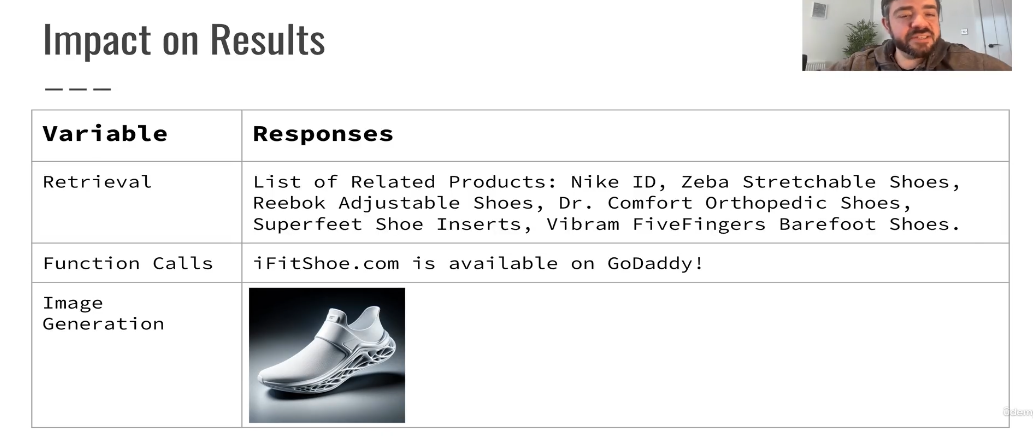 Impact on Results
Variable
Responses
Retrieval
List of Related Products: Nike ID, Zeba Stretchable Shoes,
Reebok Adjustable Shoes, Dr. Comfort Orthopedic Shoes,
Superfeet Shoe Inserts, Vibram FiveFingers Barefoot Shoes.
Function Calls
iFitShoe.com is available on GoDaddy!
Image
Generation